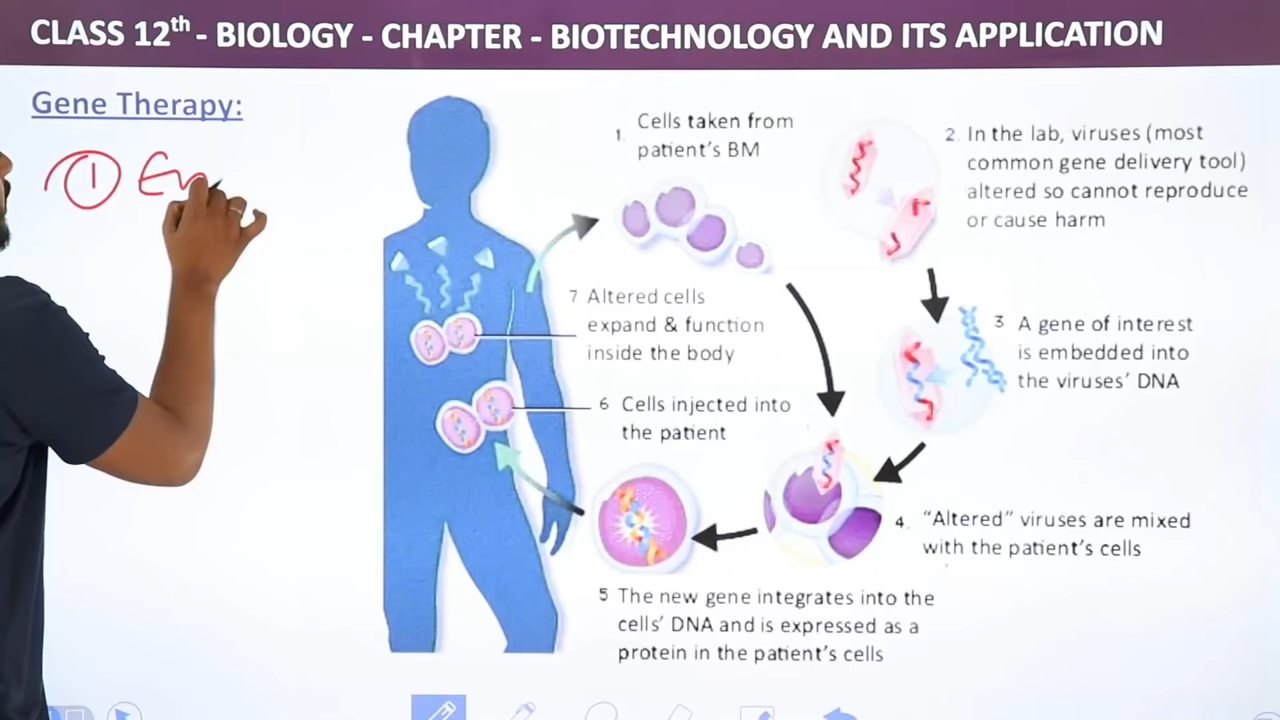 CLASS 12th - BIOLOGY - CHAPTER - BIOTECHNOLOGY AND ITS APPLICATION
Gene Therapy:
1
1. Cells taken from
patient's BM
2. In the lab, viruses (most
common gene delivery tool)
altered so cannot reproduce
or cause harm
3 A gene of interest
is embedded into
the viruses' DNA
4. "Altered" viruses are mixed
with the patient's cells
5 The new gene integrates into the
cells' DNA and is expressed as a
protein in the patient's cells
6 Cells injected into
the patient
7 Altered cells
expand & function
inside the body